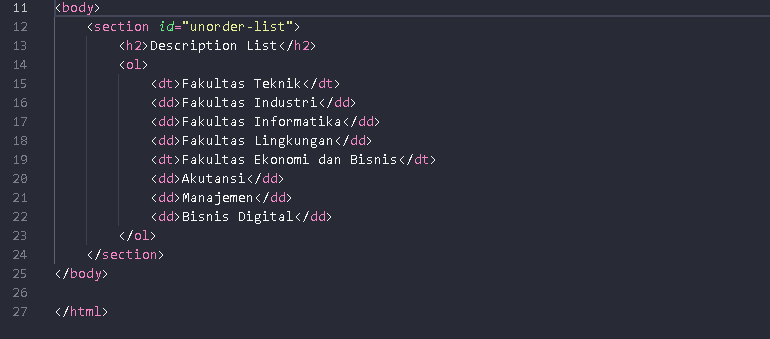 11 <body>
12 <section id="unorder-list">
13 <h2>Description List</h2>
14 <ol>
15 <dt>Fakultas Teknik</dt>
16 <dd>Fakultas Industri</dd>
17 <dd>Fakultas Informatika</dd>
18 <dd>Fakultas Lingkungan</dd>
19 <dt>Fakultas Ekonomi dan Bisnis</dt>
20 <dd>Akutansi</dd>
21 <dd>Manajemen</dd>
22 <dd>Bisnis Digital</dd>
23 </ol>
24 </section>
25 </body>
26
27 </html>